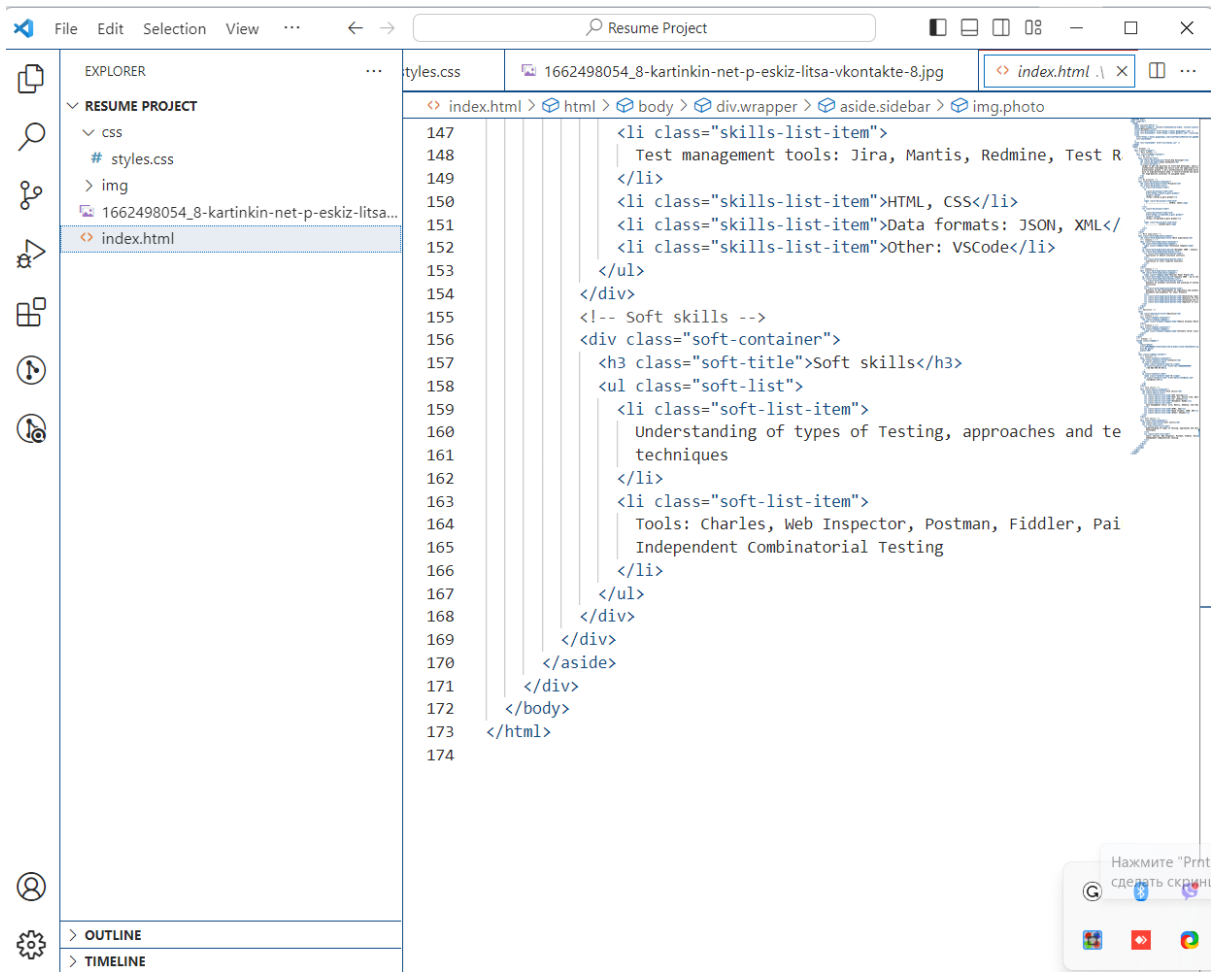 File Edit Selection View ··· Resume Project
EXPLORER ···
RESUME PROJECT
css
# styles.css
img
1662498054_8-kartinkin-net-p-eskiz-litsa...
<> index.html
OUTLINE
TIMELINE
tyles.css 1662498054_8-kartinkin-net-p-eskiz-litsa-vkontakte-8.jpg <> index.html .\ ···
<> index.html > html > body > div.wrapper > aside.sidebar > img.photo
147 <li class="skills-list-item">
148 Test management tools: Jira, Mantis, Redmine, Test R
149 </li>
150 <li class="skills-list-item">HTML, CSS</li>
151 <li class="skills-list-item">Data formats: JSON, XML</
152 <li class="skills-list-item">Other: VSCode</li>
153 </ul>
154 </div>
155 <!-- Soft skills -->
156 <div class="soft-container">
157 <h3 class="soft-title">Soft skills</h3>
158 <ul class="soft-list">
159 <li class="soft-list-item">
160 Understanding of types of Testing, approaches and te
161 techniques
162 </li>
163 <li class="soft-list-item">
164 Tools: Charles, Web Inspector, Postman, Fiddler, Pai
165 Independent Combinatorial Testing
166 </li>
167 </ul>
168 </div>
169 </div>
170 </aside>
171 </div>
172 </body>
173 </html>
174
Нажмите "Prnt
сделать скрин